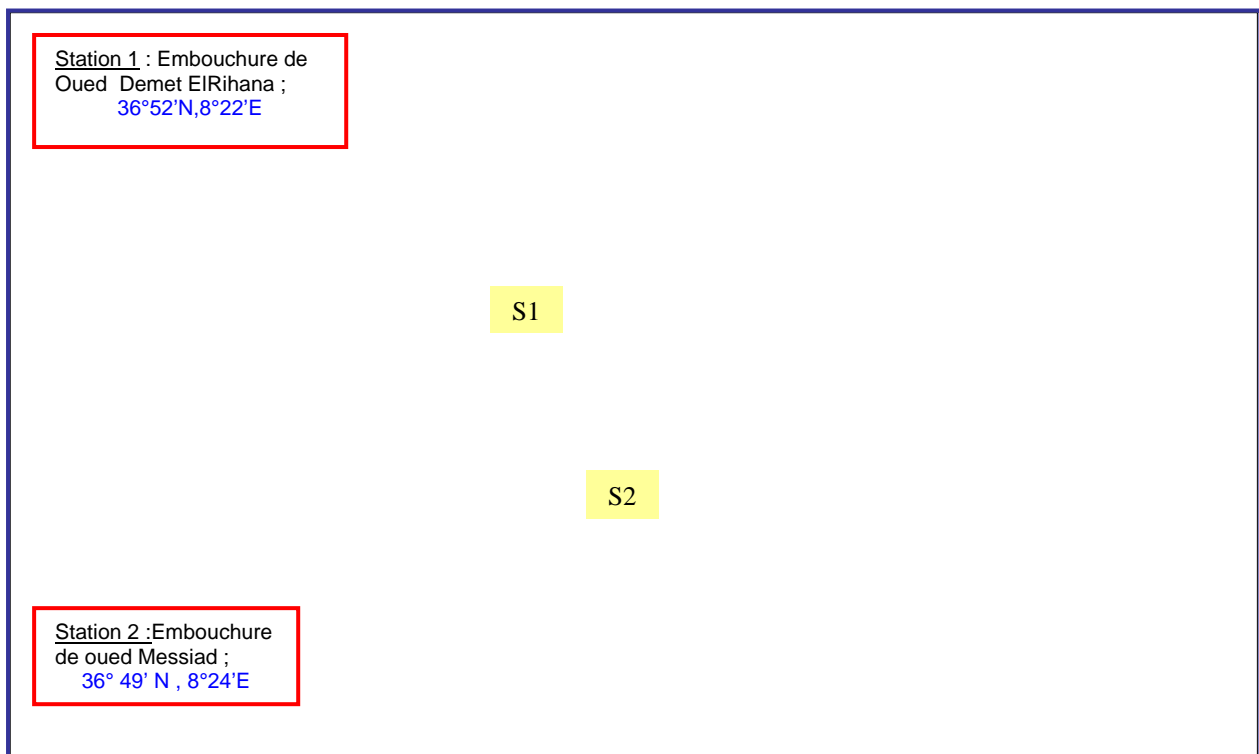 Station 1 : Embouchure de
Oued Demet ElRihana ;
36°52’N,8°22’E
S1
S2
Station 2 :Embouchure
de oued Messiad ;
36° 49’ N , 8°24’E